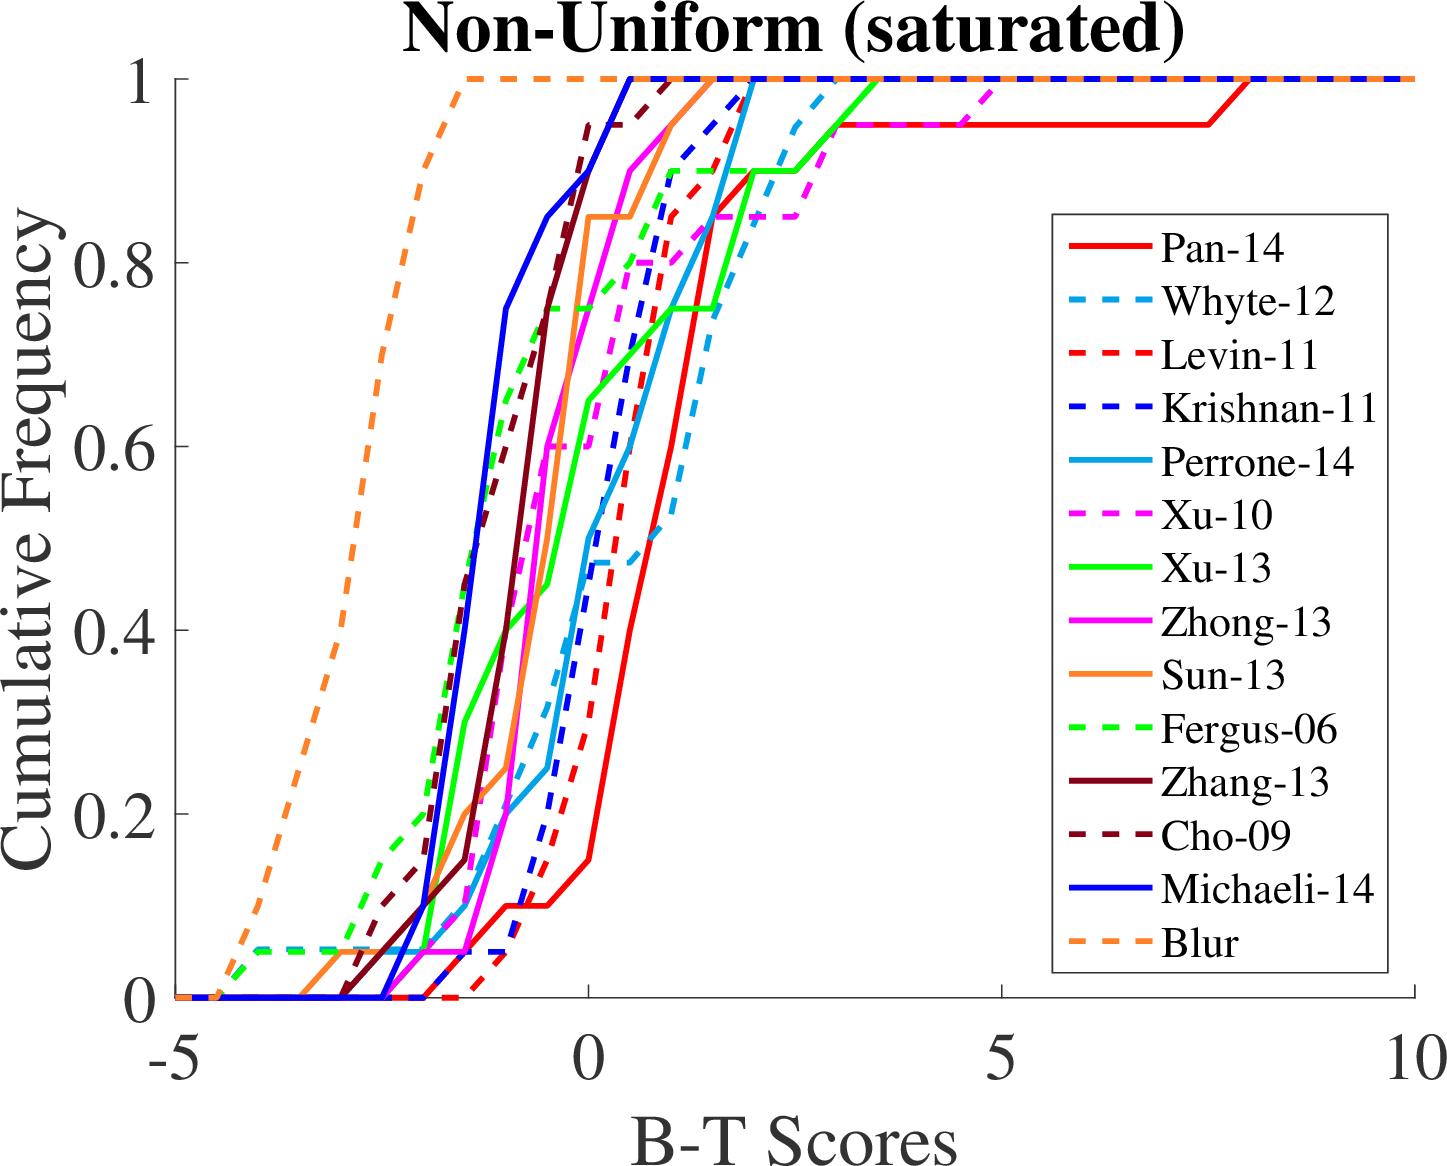 Non-Uniform (saturated)
Cumulative Frequency
1
0.8
0.6
0.4
0.2
0
-5
0
5
10
B-T Scores
Pan-14
Whyte-12
Levin-11
Krishnan-11
Perrone-14
Xu-10
Xu-13
Zhong-13
Sun-13
Fergus-06
Zhang-13
Cho-09
Michaeli-14
Blur